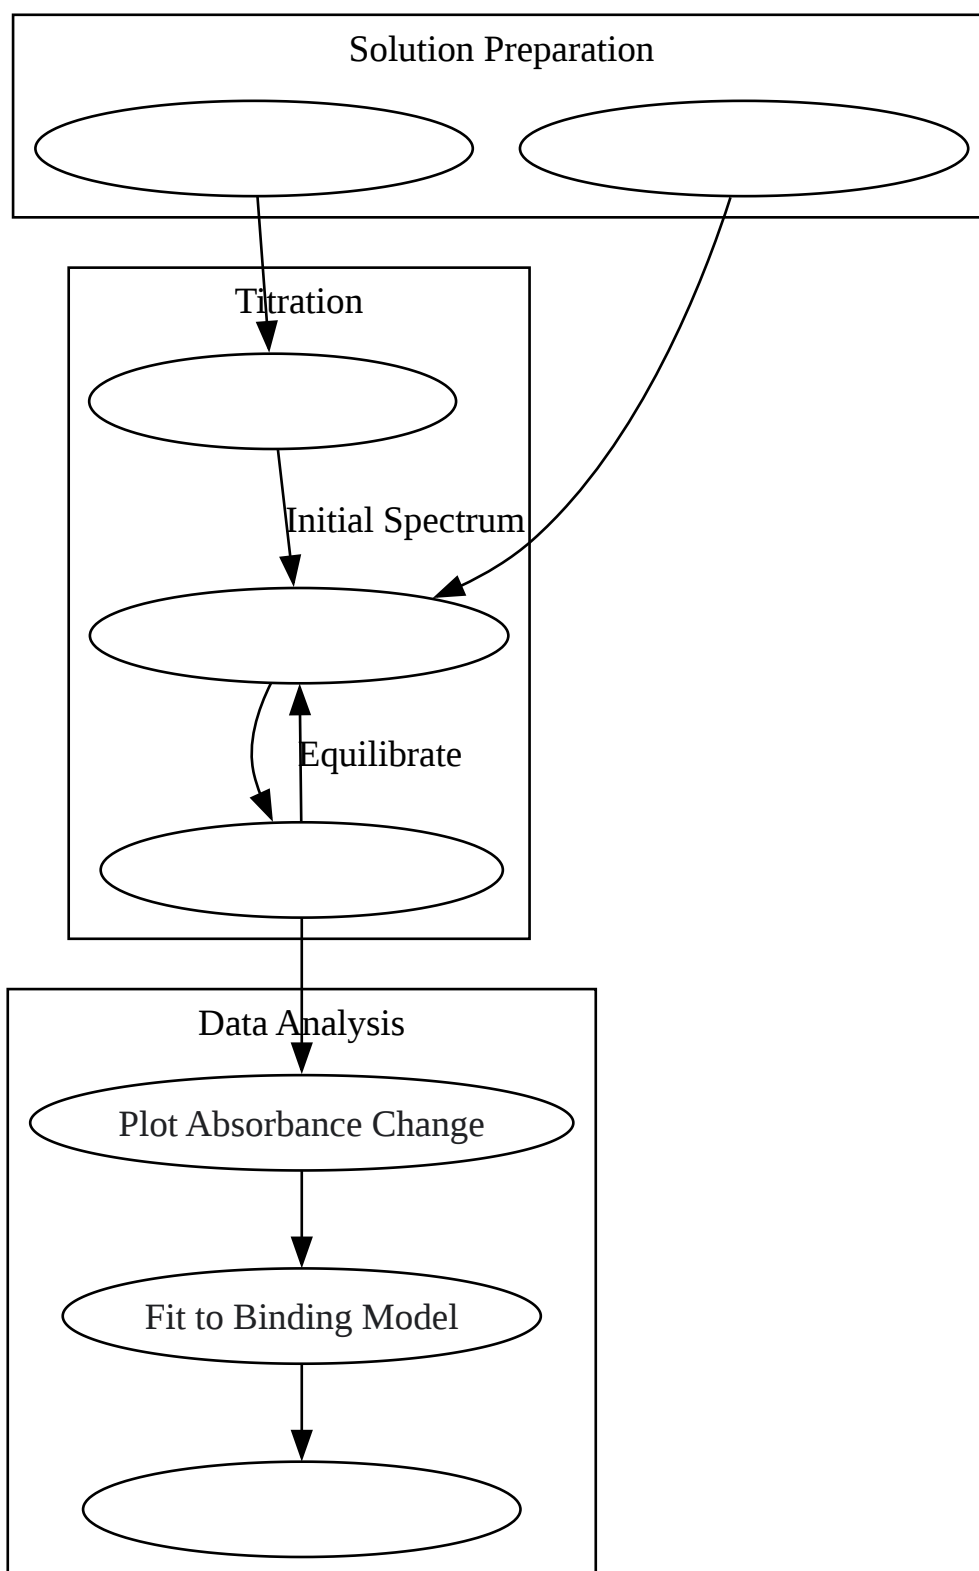 Solution Preparation
Titration
Initial Spectrum
Equilibrate
Data Analysis
Plot Absorbance Change
Fit to Binding Model